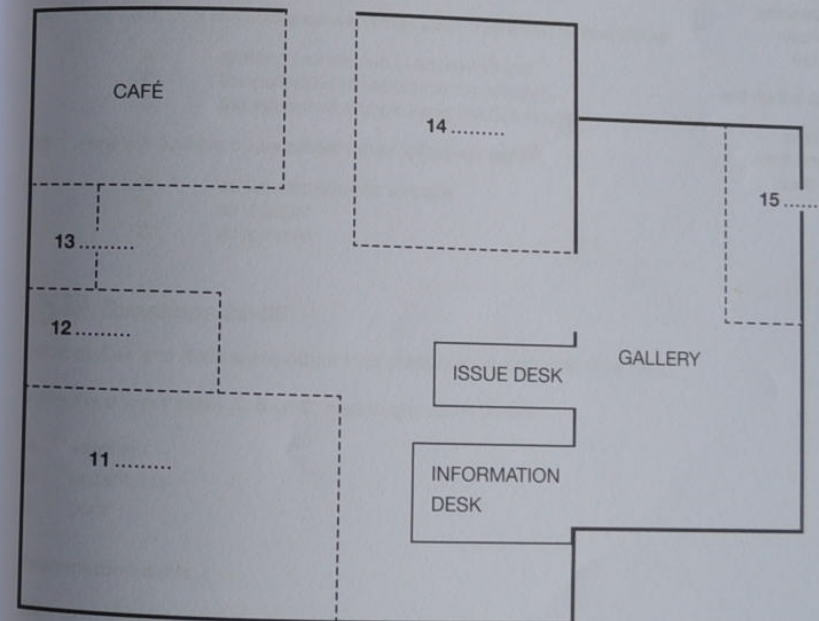 CAFÉ
14.........
15......
13.........
12.........
GALLERY
ISSUE DESK
11.........
INFORMATION
DESK